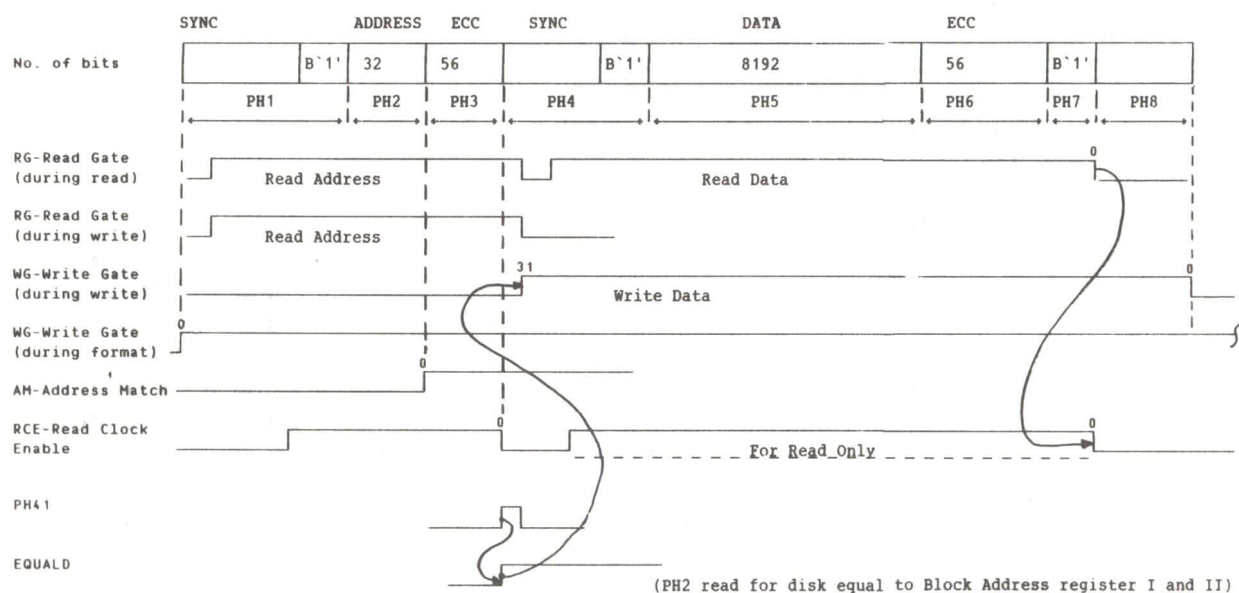 SYNC ADDRESS ECC SYNC DATA ECC
No. of bits B`1' 32 56 B`1' 8192 56 B`1'
PH1 PH2 PH3 PH4 PH5 PH6 PH7 PH8
RG-Read Gate
(during read)
Read Address
Read Data
0
RG-Read Gate
(during write)
Read Address
WG-Write Gate
(during write)
31
Write Data
0
WG-Write Gate
(during format)
0
AM-Address Match
0
RCE-Read Clock
Enable
0
For Read Only
0
PH41
EQUALD
(PH2 read for disk equal to Block Address register I and II)